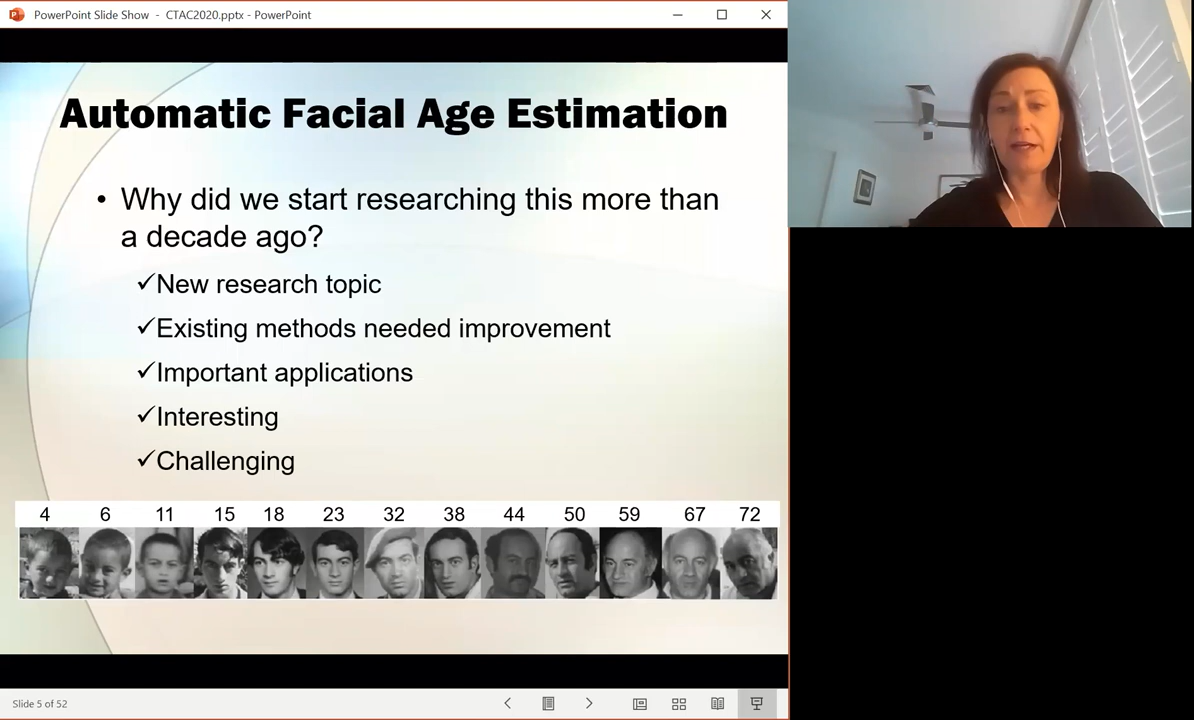 PowerPoint Slide Show - CTAC2020.pptx - PowerPoint
Automatic Facial Age Estimation
• Why did we start researching this more than
a decade ago?
✓New research topic
✓Existing methods needed improvement
✓Important applications
✓Interesting
✓Challenging
4 6 11 15 18 23 32 38 44 50 59 67 72
Slide 5 of 52